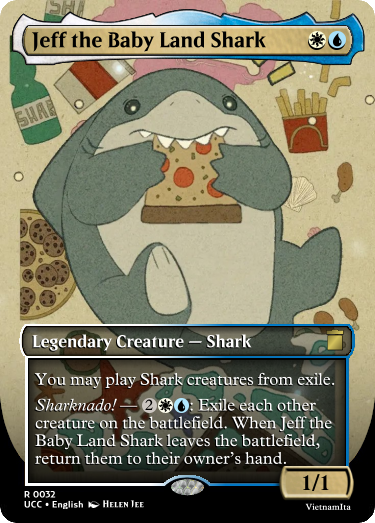 Jeff the Baby Land Shark
SHARK
SHA
Legendary Creature — Shark
You may play Shark creatures from exile.
Sharknado! — 2: Exile each other
creature on the battlefield. When Jeff the
Baby Land Shark leaves the battlefield,
return them to their owner's hand.
1/1
R 0032
UCC • English Helen Jee
VietnamIta